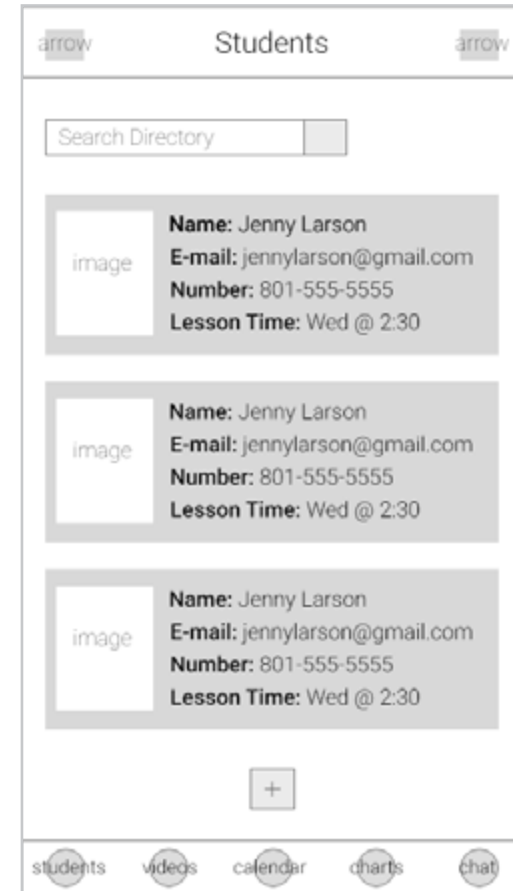 arrow Students arrow
Search Directory
image
Name: Jenny Larson
E-mail: jennylarson@gmail.com
Number: 801-555-5555
Lesson Time: Wed @ 2:30
image
Name: Jenny Larson
E-mail: jennylarson@gmail.com
Number: 801-555-5555
Lesson Time: Wed @ 2:30
image
Name: Jenny Larson
E-mail: jennylarson@gmail.com
Number: 801-555-5555
Lesson Time: Wed @ 2:30
+
students videos calendar charts chat